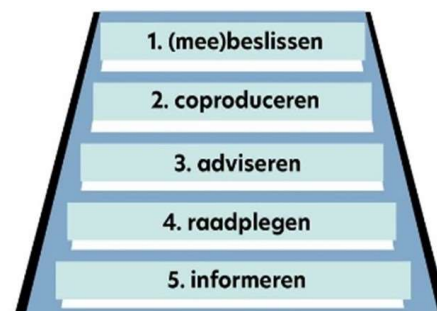 1. (mee)beslissen
2. coproduceren
3. adviseren
4. raadplegen
5. informeren